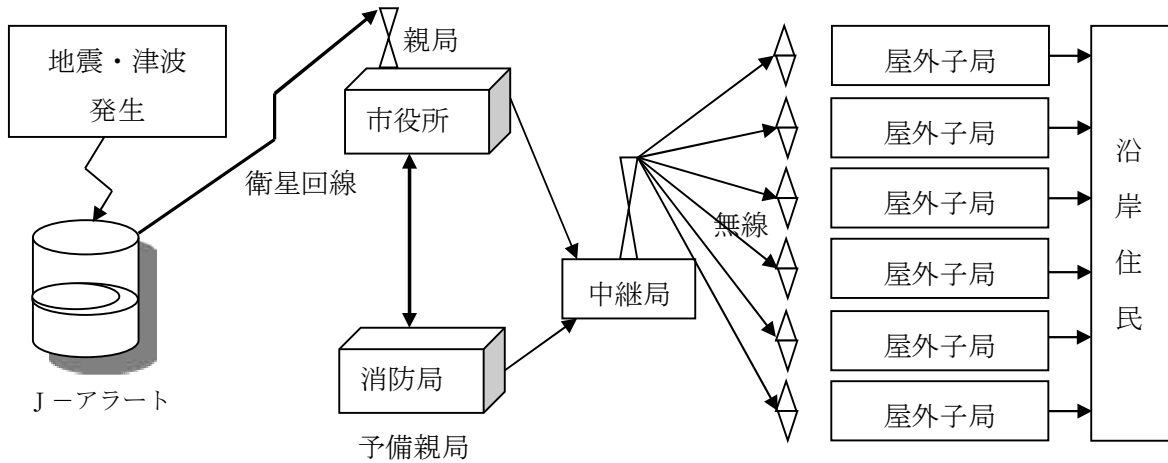 地震・津波
発生
J－アラート
衛星回線
親局
市役所
消防局
予備親局
中継局
無線
屋外子局
屋外子局
屋外子局
屋外子局
屋外子局
屋外子局
沿岸住民